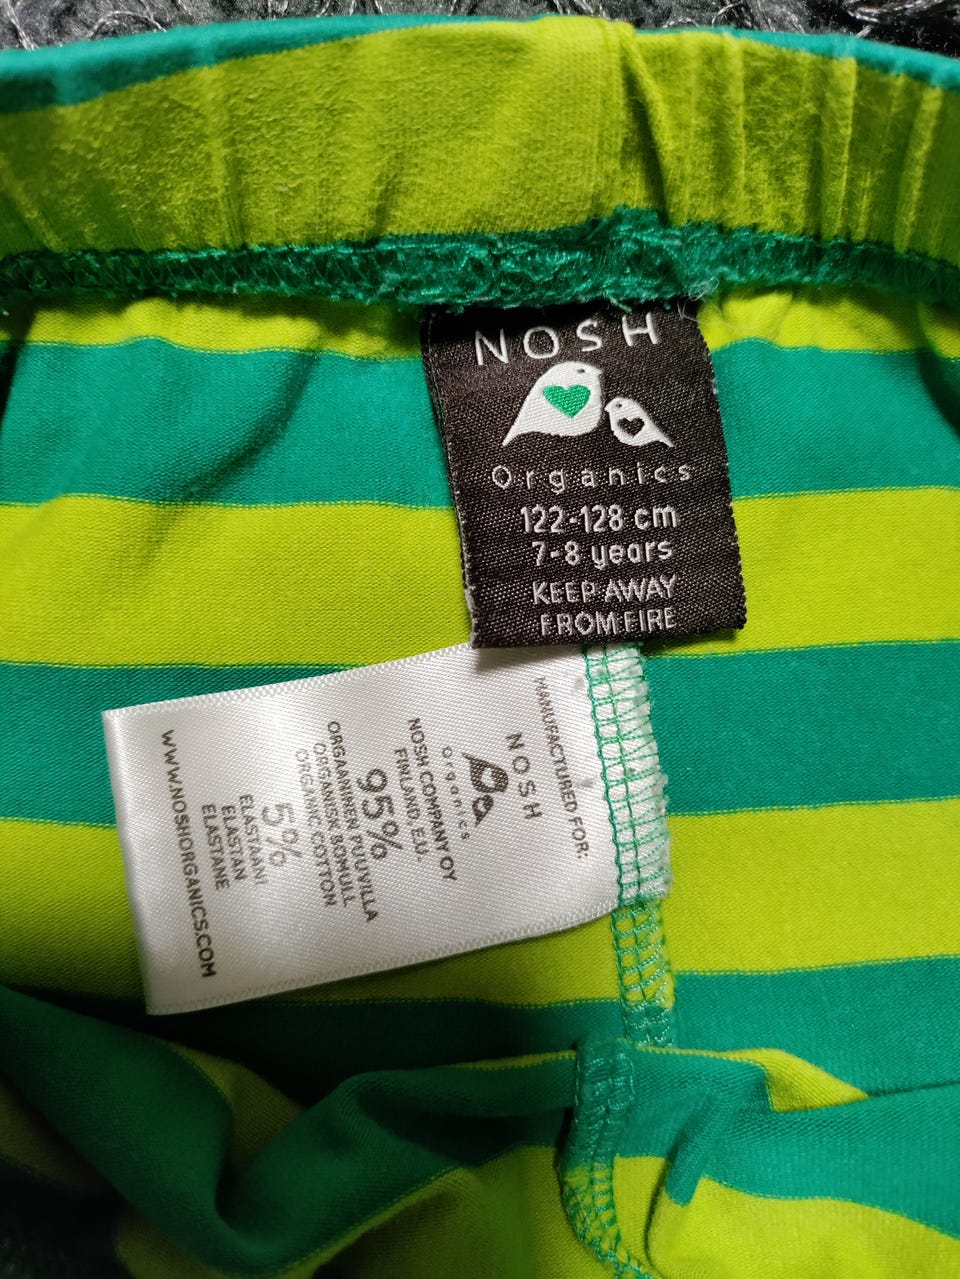 NOSH
Organics
122-128 cm
7-8 years
KEEP AWAY
FROM FIRE
MANUFACTURED FOR:
NOSH
organics
NOSH COMPANY OY
FINLAND, E.U.
95%
ORGAANINEN PUUVILLA
ORGANISK BOMULL
ORGANIC COTTON
5%
ELASTAANI
ELASTAN
ELASTANE
WWW.NOSHORGANICS.COM